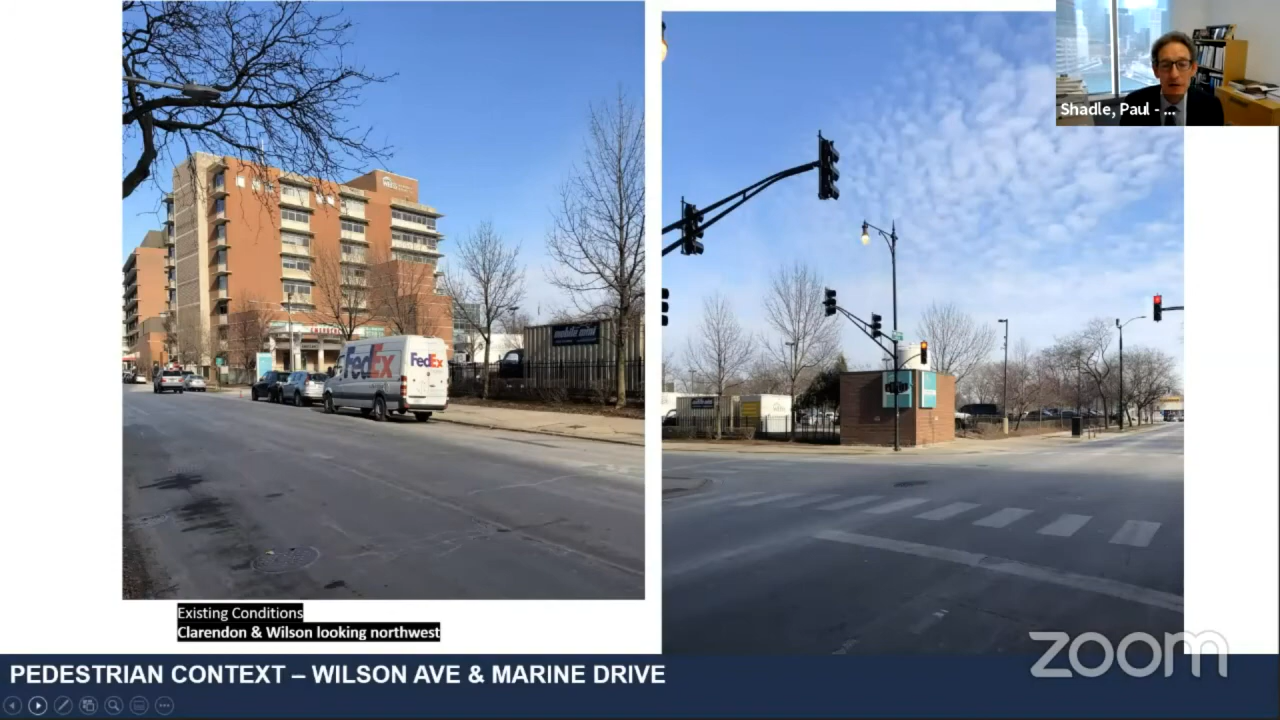 Shadle, Paul - ...
FedEx
FedEx
Existing Conditions
Clarendon & Wilson looking northwest
PEDESTRIAN CONTEXT – WILSON AVE & MARINE DRIVE
zoom